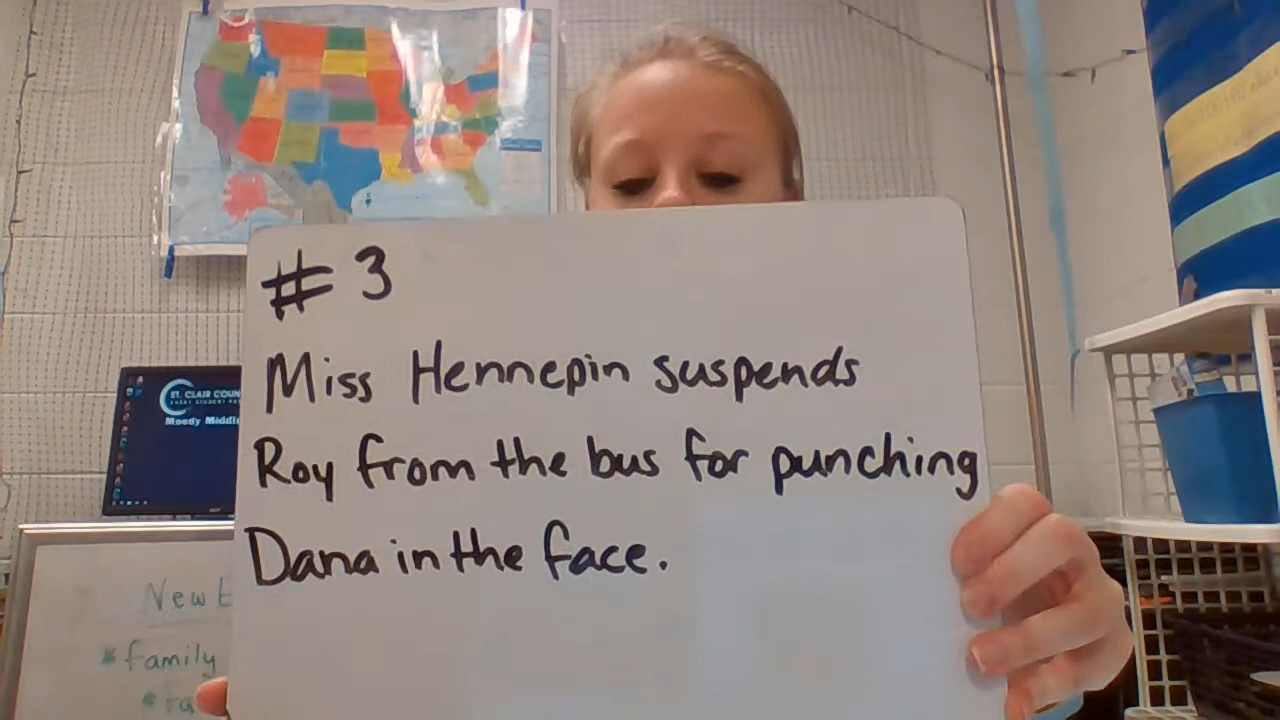 # 3
Miss Hennepin suspends
Roy from the bus for punching
Dana in the face.
ST. CLAIR COUN
Moody Middl
New
* family